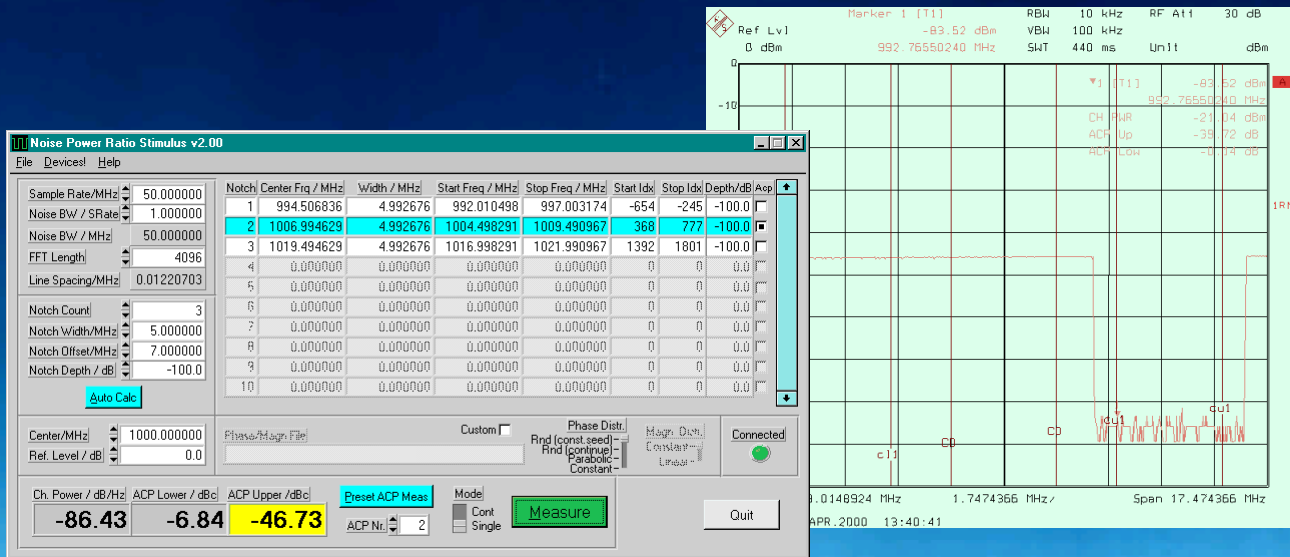 Marker 1 [T1] RBW 10 kHz RF Att 30 dB
Ref Lvl -83.52 dBm VBW 100 kHz
0 dBm 992.76550240 MHz SWT 440 ms Unit dBm
0
▼1 [T1] -83.52 dBm A
992.76550240 MHz
-10
CH PWR -21.04 dBm
ACP Up -39.72 dB
ACP Low
Noise Power Ratio Stimulus v2.00
File Devices! Help
Sample Rate/MHz 50.000000
Noise BW / SRate 1.000000
Noise BW / MHz 50.000000
FFT Length 4096
Line Spacing/MHz 0.01220703
Notch Count 3
Notch Width/MHz 5.000000
Notch Offset/MHz 7.000000
Notch Depth / dB -100.0
Auto Calc
Notch Center Frq / MHz Width / MHz Start Freq / MHz Stop Freq / MHz Start Idx Stop Idx Depth/dB Acp
1 994.506836 4.992676 992.010498 997.003174 -654 -245 -100.0
2 1006.994629 4.992676 1004.498291 1009.490967 368 777 -100.0
3 1019.494629 4.992676 1016.998291 1021.990967 1392 1801 -100.0
4 0.000000 0.000000 0.000000 0.000000 0 0 0.0
5 0.000000 0.000000 0.000000 0.000000 0 0 0.0
6 0.000000 0.000000 0.000000 0.000000 0 0 0.0
7 0.000000 0.000000 0.000000 0.000000 0 0 0.0
8 0.000000 0.000000 0.000000 0.000000 0 0 0.0
9 0.000000 0.000000 0.000000 0.000000 0 0 0.0
10 0.000000 0.000000 0.000000 0.000000 0 0 0.0
Center/MHz 1000.000000
Ref. Level / dB 0.0
Phase/Magn File
Custom
Phase Distr.
Rnd (const.seed)
Rnd (continue)
Parabolic
Constant
Magn. Distr.
Constant
Linear
Connected
Ch. Power / dB/Hz ACP Lower / dBc ACP Upper /dBc
-86.43 -6.84 -46.73
Preset ACP Meas
ACP Nr. 2
Mode
Cont
Single
Measure
Quit
cl1 C0 C0 cu1 cu1
.0148924 MHz 1.7474366 MHz/ Span 17.474366 MHz
APR.2000 13:40:41